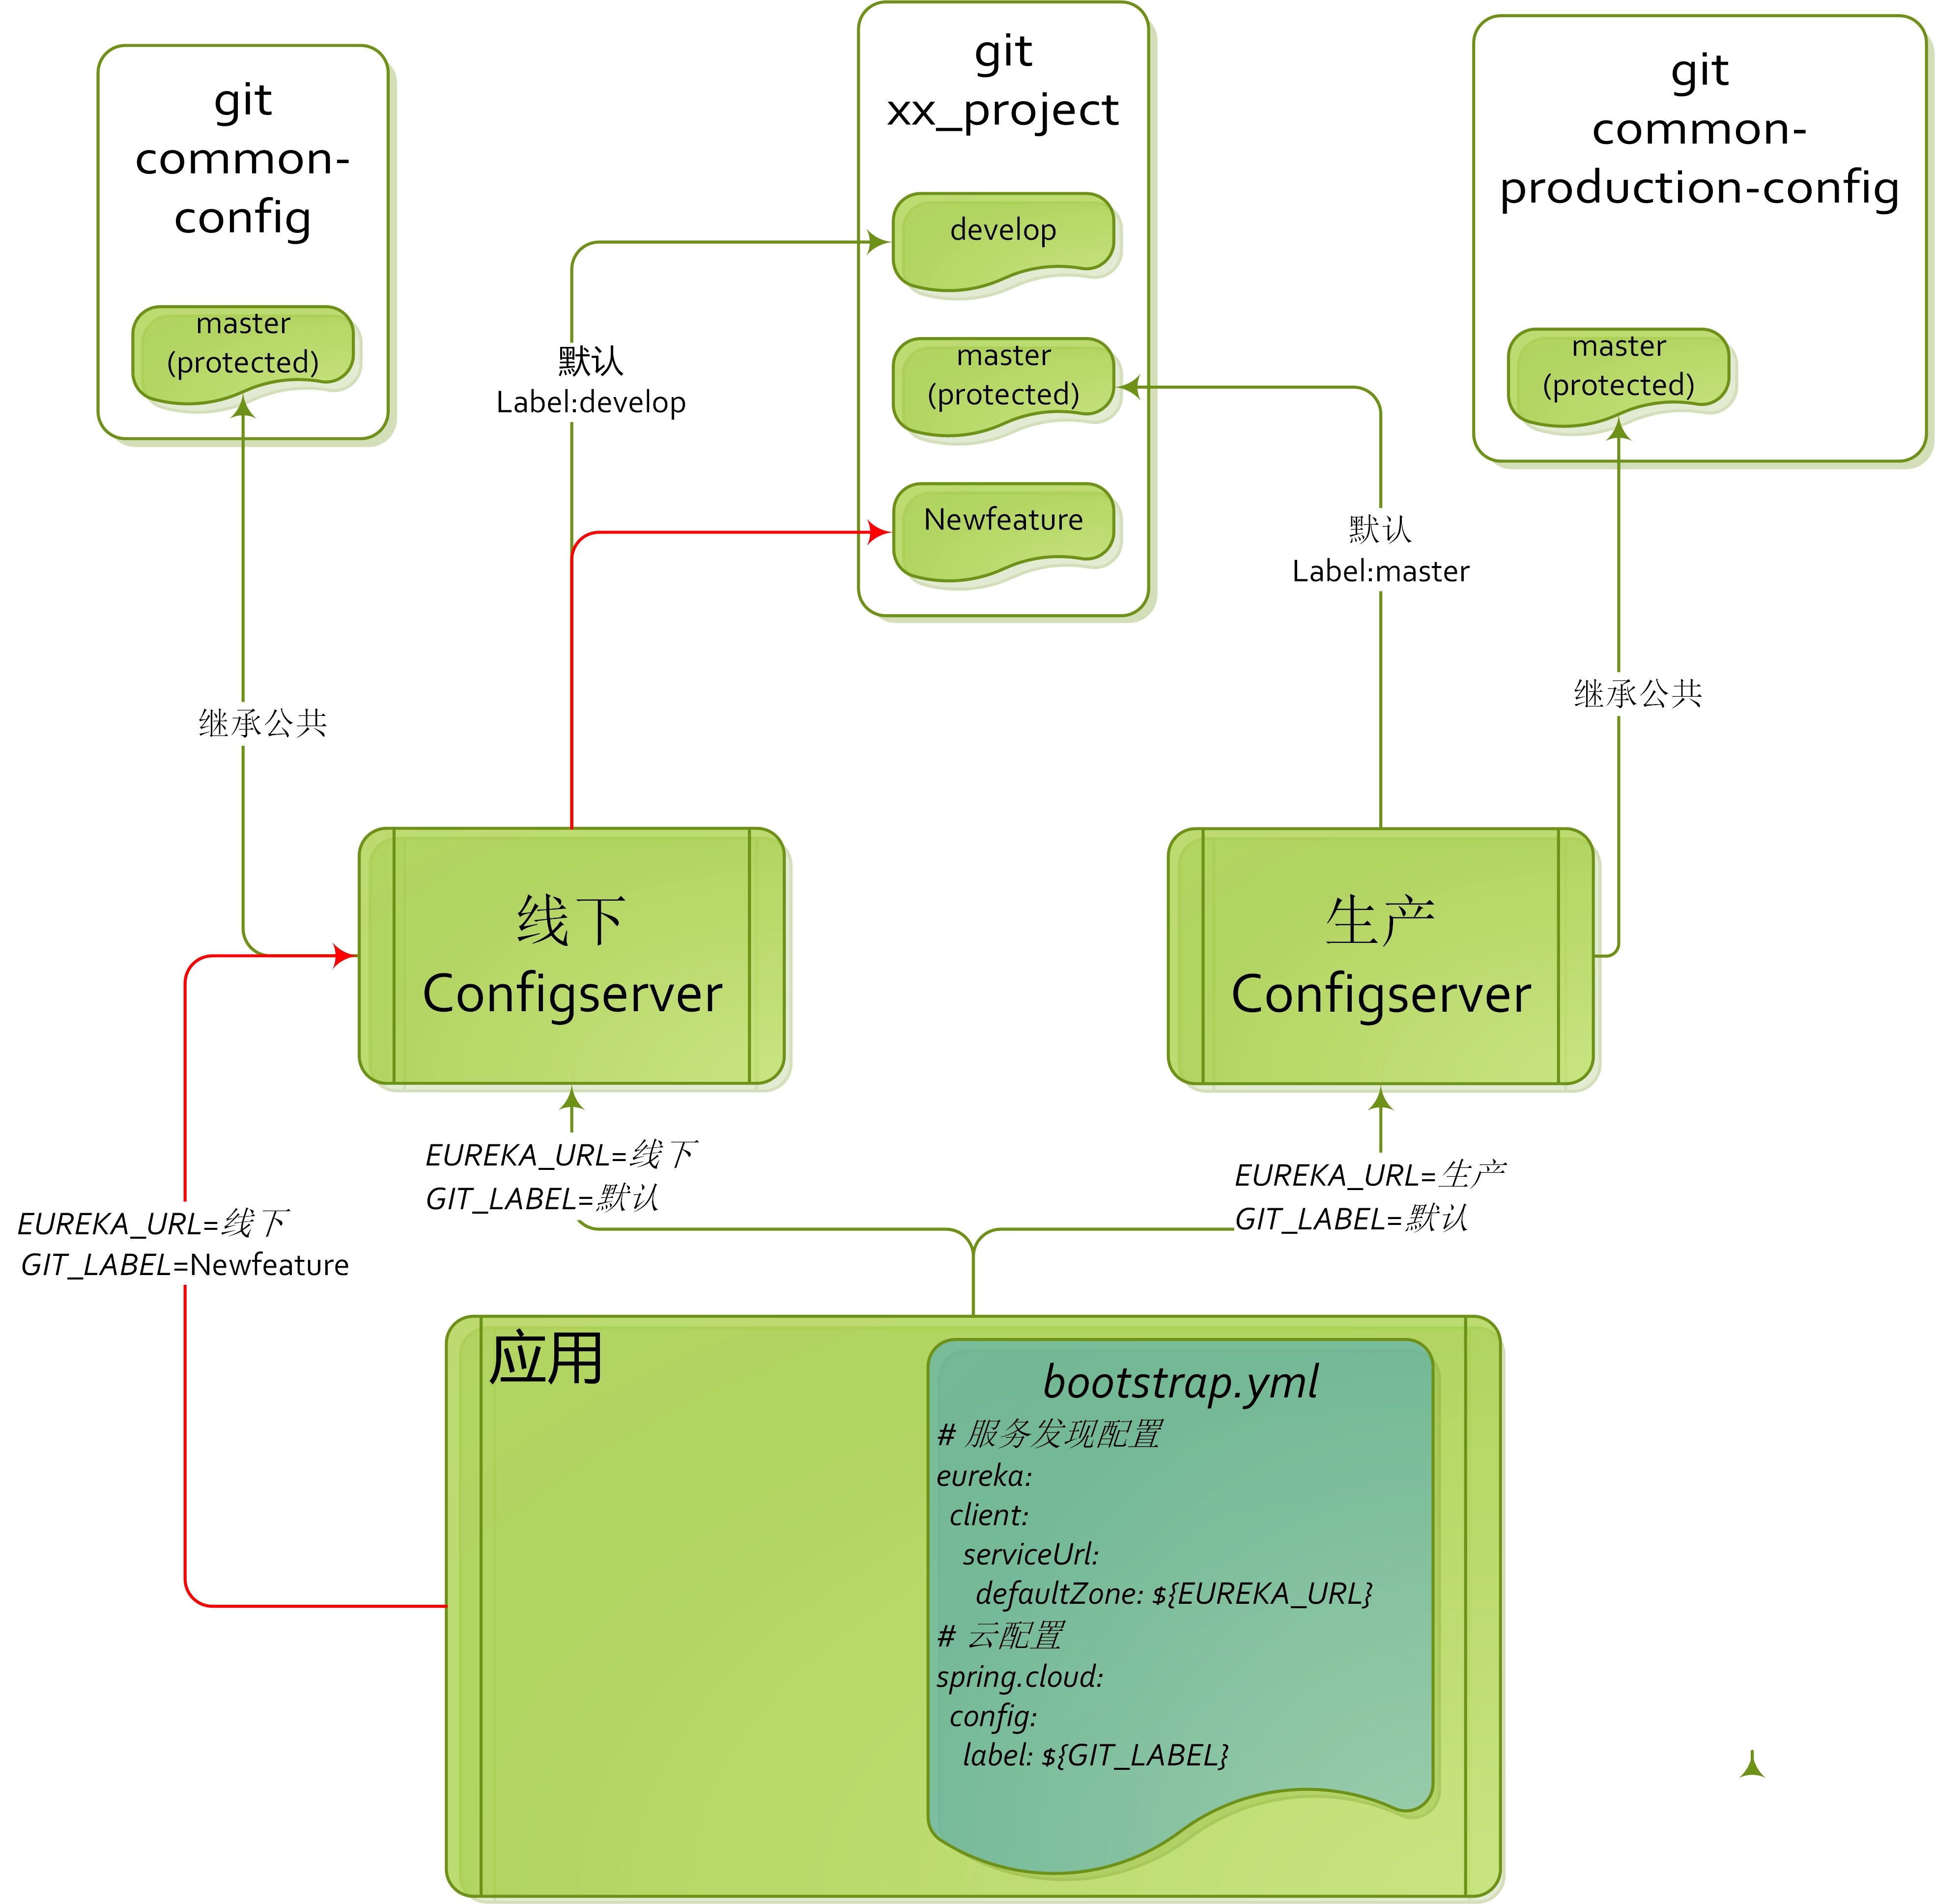 git
common-
config
master
(protected)
git
xx_project
develop
master
(protected)
Newfeature
git
common-
production-config
master
(protected)
默认
Label:develop
默认
Label:master
继承公共
继承公共
线下
Configserver
生产
Configserver
EUREKA_URL=线下
GIT_LABEL=默认
EUREKA_URL=生产
GIT_LABEL=默认
EUREKA_URL=线下
GIT_LABEL=Newfeature
应用
bootstrap.yml
# 服务发现配置
eureka:
  client:
    serviceUrl:
      defaultZone: ${EUREKA_URL}
# 云配置
spring.cloud:
  config:
    label: ${GIT_LABEL}